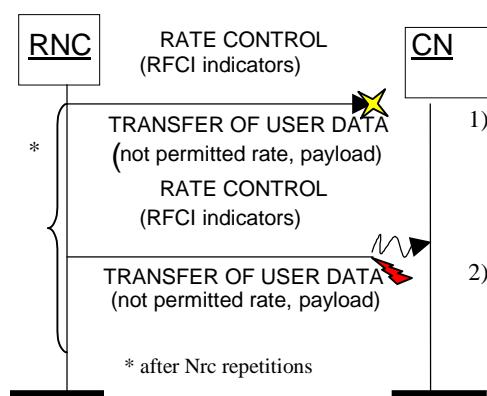 RNC
CN
RATE CONTROL
(RFCI indicators)
1)
TRANSFER OF USER DATA
(not permitted rate, payload)
*
RATE CONTROL
(RFCI indicators)
2)
TRANSFER OF USER DATA
(not permitted rate, payload)
* after Nrc repetitions